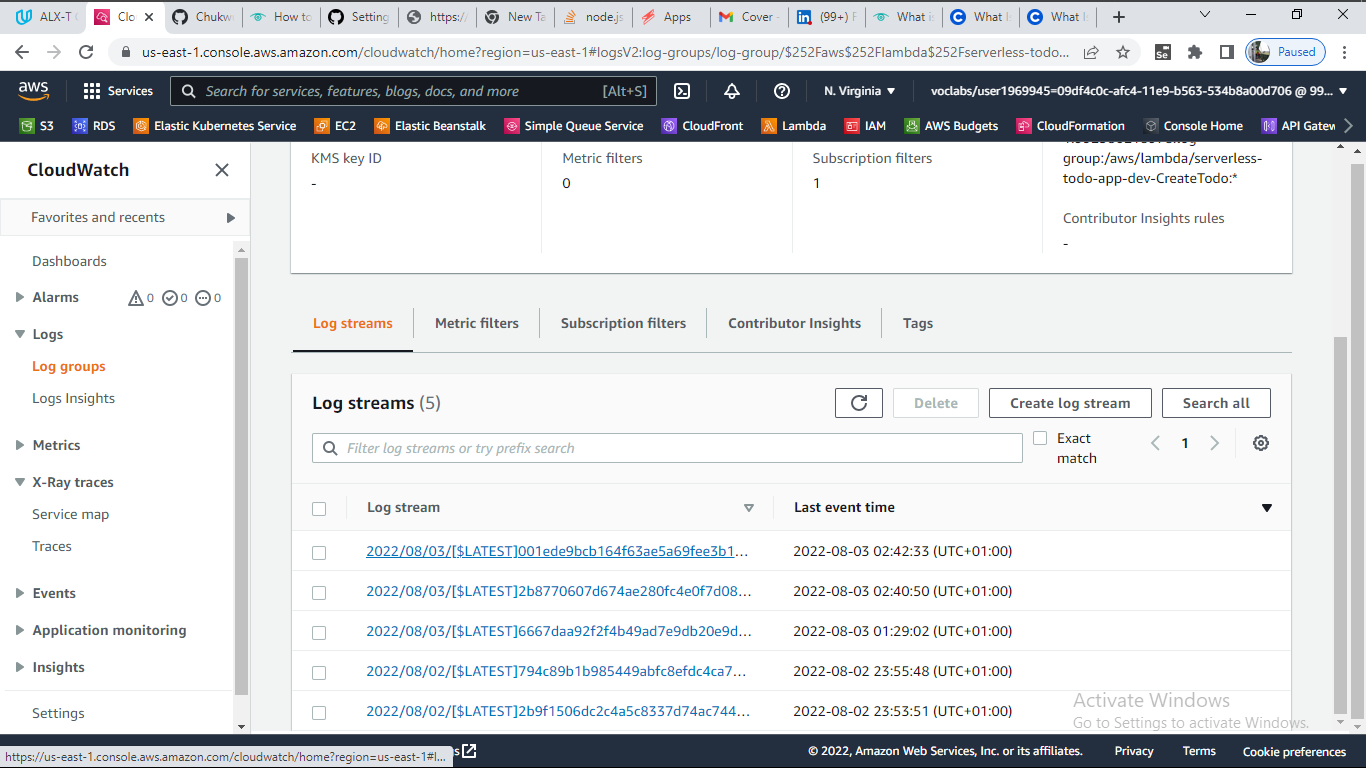 ALX-T
Clo
Chukw
How to
Setting
https:/
New Ta
node.js
Apps
Cover -
(99+) F
What i
What Is
What Is
us-east-1.console.aws.amazon.com/cloudwatch/home?region=us-east-1#logsV2:log-groups/log-group/$252Faws$252Flambda$252Fserverless-todo...
Se
Paused
aws
Services
Search for services, features, blogs, docs, and more
[Alt+S]
N. Virginia
voclabs/user1969945=09df4c0c-afc4-11e9-b563-534b8a00d706 @ 99...
S3
RDS
Elastic Kubernetes Service
EC2
Elastic Beanstalk
Simple Queue Service
CloudFront
Lambda
IAM
AWS Budgets
CloudFormation
Console Home
API Gatew
CloudWatch
Favorites and recents
Dashboards
Alarms
0
0
0
Logs
Log groups
Logs Insights
Metrics
X-Ray traces
Service map
Traces
Events
Application monitoring
Insights
Settings
KMS key ID
-
Metric filters
0
Subscription filters
1
group:/aws/lambda/serverless-
todo-app-dev-CreateTodo:*
Contributor Insights rules
-
Log streams
Metric filters
Subscription filters
Contributor Insights
Tags
Log streams (5)
Delete
Create log stream
Search all
Filter log streams or try prefix search
Exact
match
1
Log stream
Last event time
2022/08/03/[$LATEST]001ede9bcb164f63ae5a69fee3b1...
2022-08-03 02:42:33 (UTC+01:00)
2022/08/03/[$LATEST]2b8770607d674ae280fc4e0f7d08...
2022-08-03 02:40:50 (UTC+01:00)
2022/08/03/[$LATEST]6667daa92f2f4b49ad7e9db20e9d...
2022-08-03 01:29:02 (UTC+01:00)
2022/08/02/[$LATEST]794c89b1b985449abfc8efdc4ca7...
2022-08-02 23:55:48 (UTC+01:00)
2022/08/02/[$LATEST]2b9f1506dc2c4a5c8337d74ac744...
2022-08-02 23:53:51 (UTC+01:00)
Activate Windows
Go to Settings to activate Windows.
https://us-east-1.console.aws.amazon.com/cloudwatch/home?region=us-east-1#l...
© 2022, Amazon Web Services, Inc. or its affiliates.
Privacy
Terms
Cookie preferences